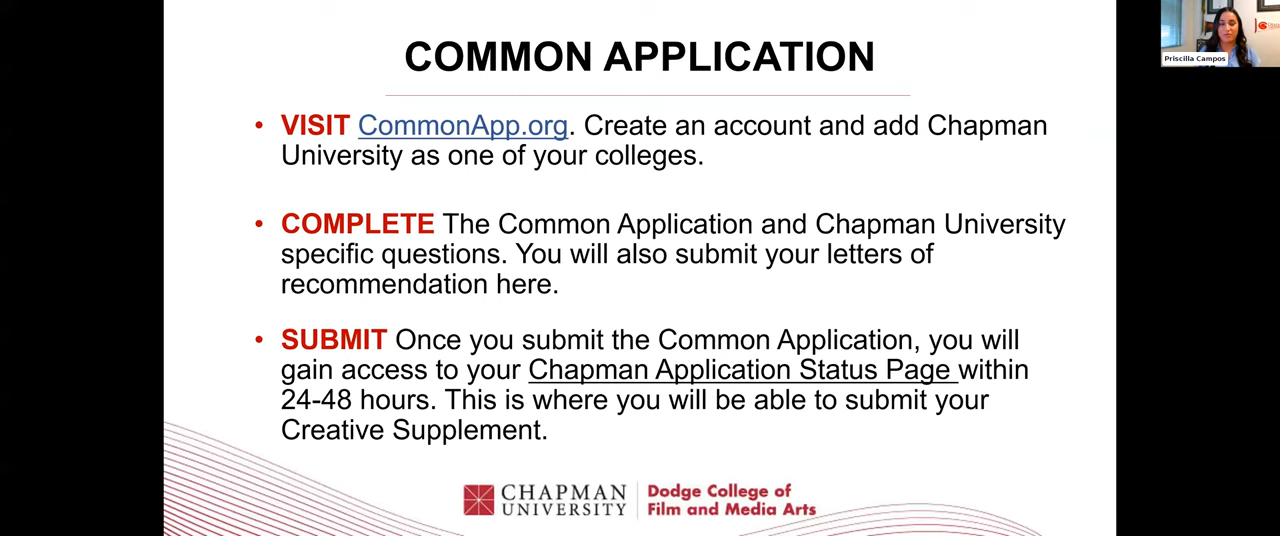 COMMON APPLICATION
Priscilla Campos
• VISIT CommonApp.org. Create an account and add Chapman
University as one of your colleges.
• COMPLETE The Common Application and Chapman University
specific questions. You will also submit your letters of
recommendation here.
• SUBMIT Once you submit the Common Application, you will
gain access to your Chapman Application Status Page within
24-48 hours. This is where you will be able to submit your
Creative Supplement.
CHAPMAN
UNIVERSITY
Dodge College of
Film and Media Arts